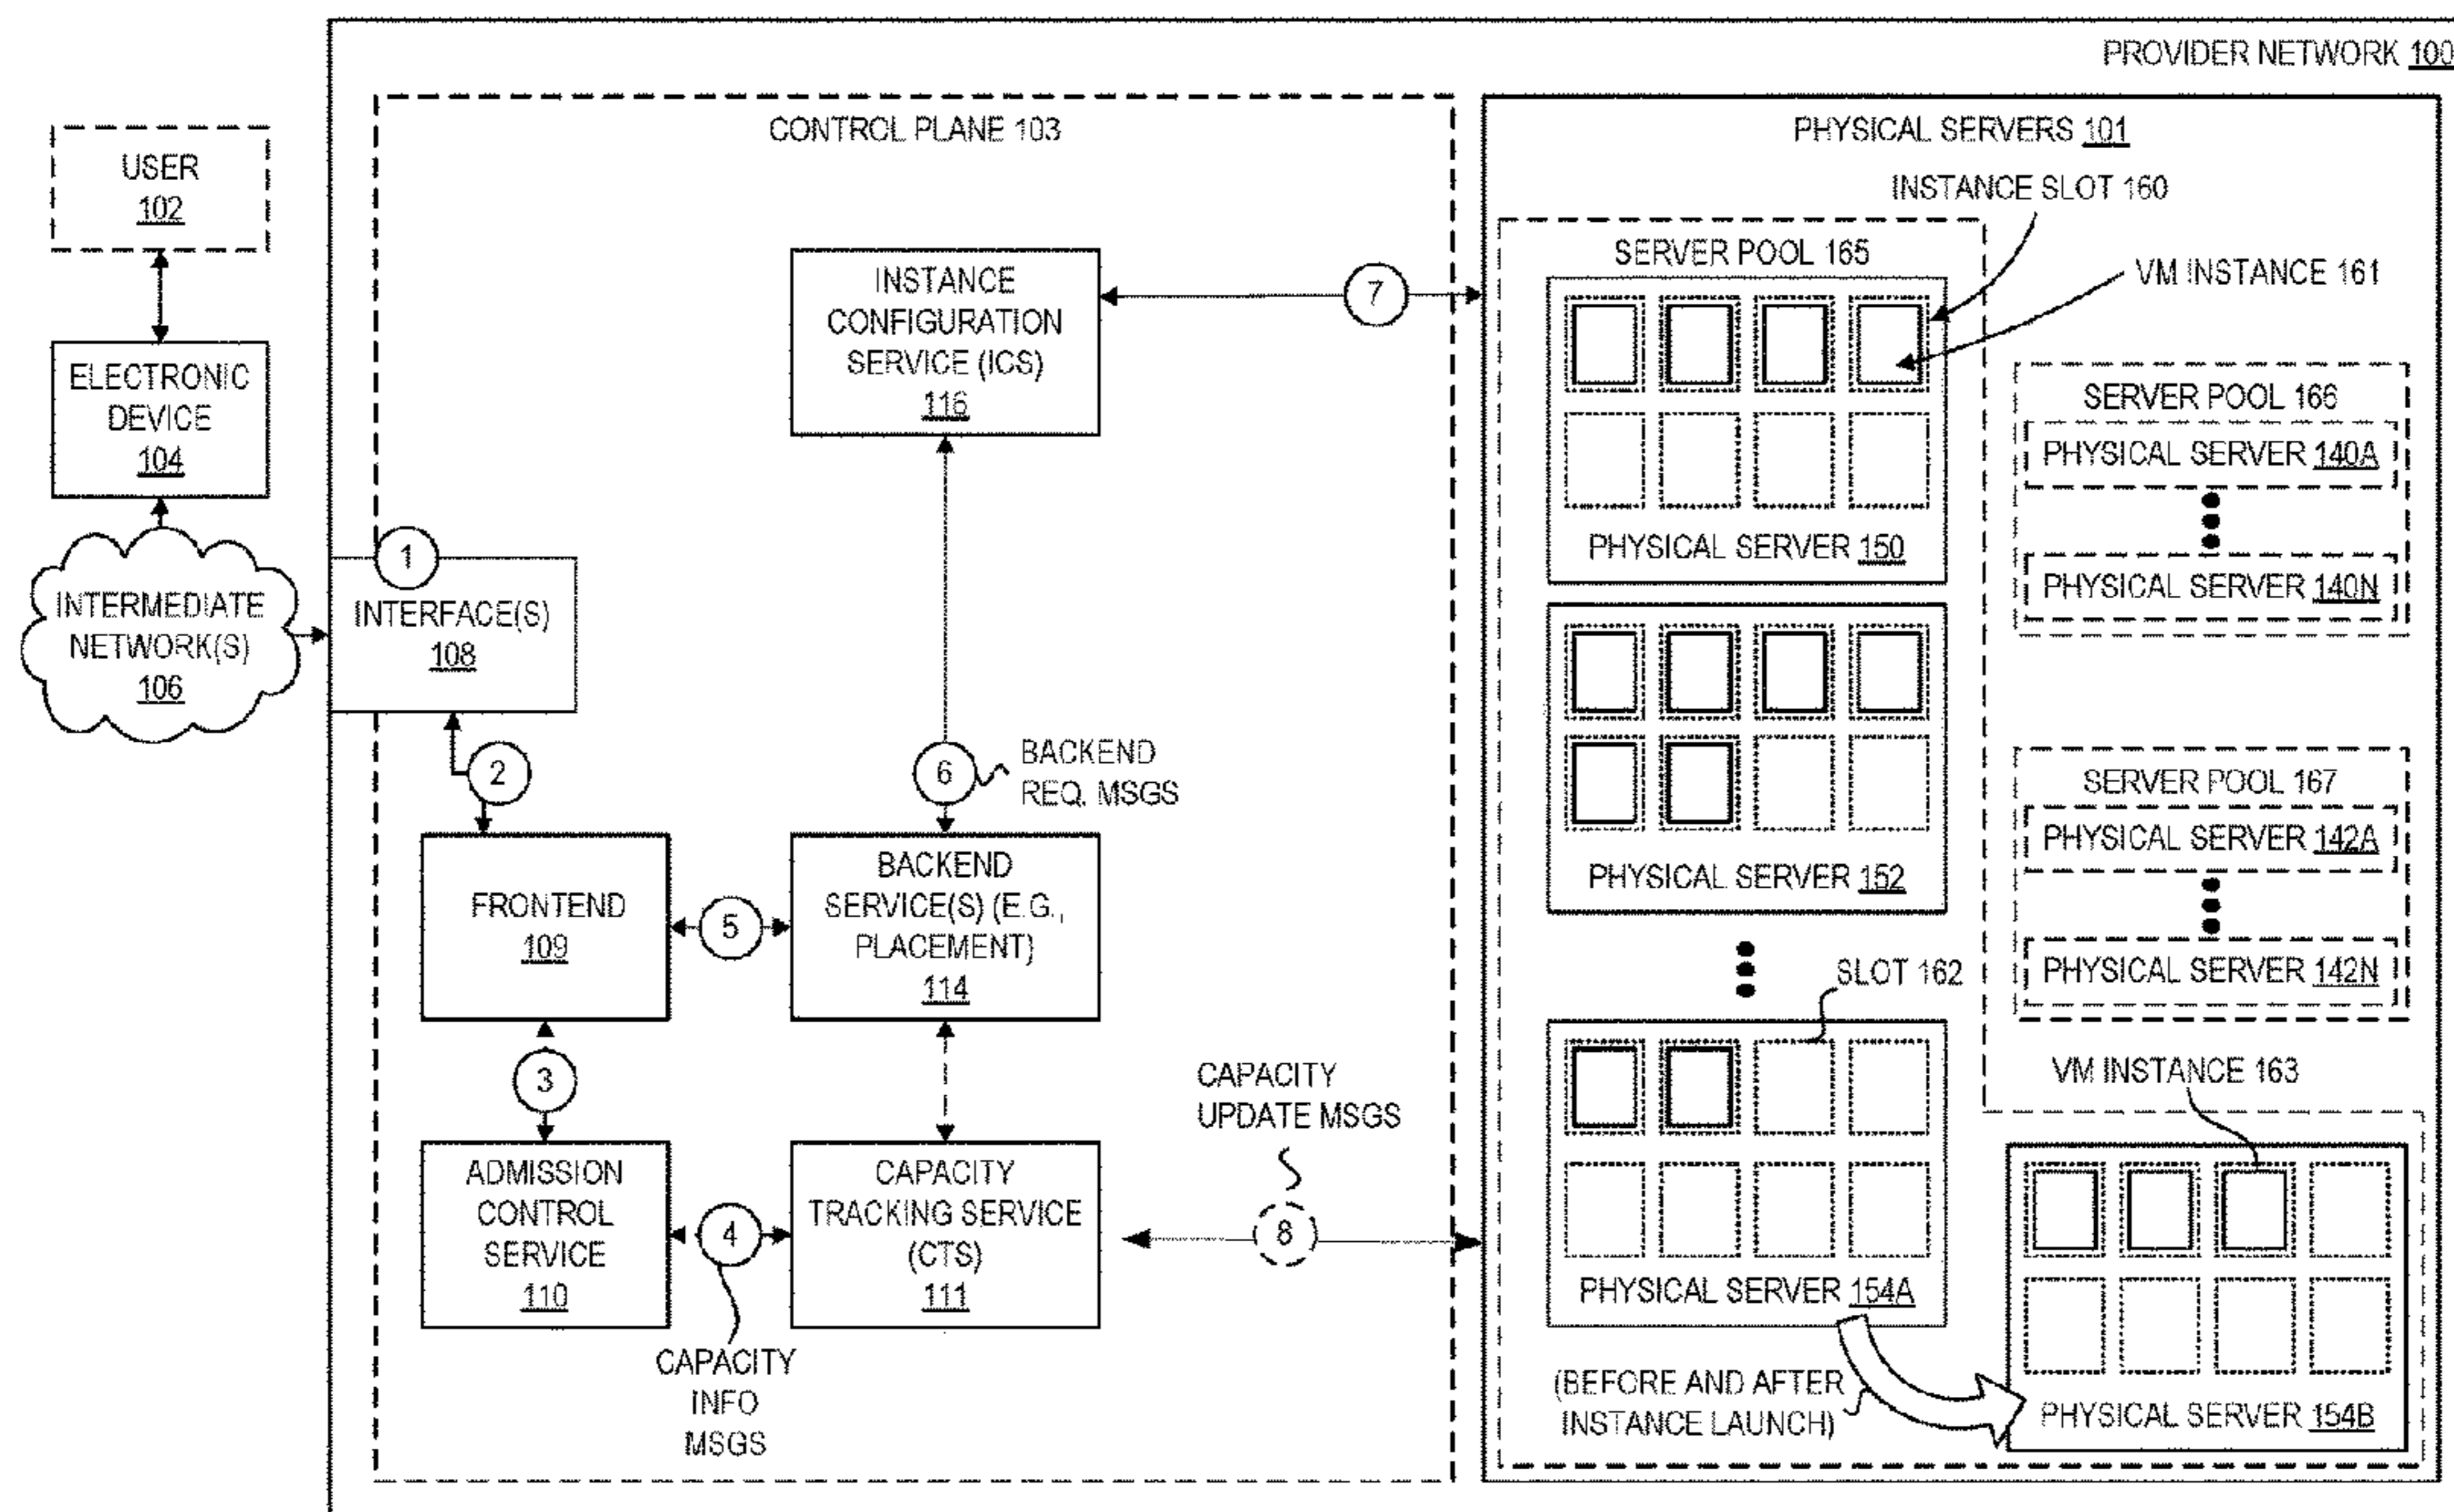 PROVIDER NETWORK 100
CONTROL PLANE 103
PHYSICAL SERVERS 101
USER
102
ELECTRONIC
DEVICE
104
INTERMEDIATE
NETWORK(S)
106
1
INTERFACE(S)
108
2
INSTANCE
CONFIGURATION
SERVICE (ICS)
116
7
6
BACKEND
REQ. MSGS
FRONTEND
109
5
BACKEND
SERVICE(S) (E.G.,
PLACEMENT)
114
3
ADMISSION
CONTROL
SERVICE
110
4
CAPACITY
INFO
MSGS
CAPACITY
TRACKING SERVICE
(CTS)
111
CAPACITY
UPDATE MSGS
8
INSTANCE SLOT 160
SERVER POOL 165
VM INSTANCE 161
PHYSICAL SERVER 150
PHYSICAL SERVER 152
SLOT 162
PHYSICAL SERVER 154A
(BEFORE AND AFTER
INSTANCE LAUNCH)
SERVER POOL 166
PHYSICAL SERVER 140A
PHYSICAL SERVER 140N
SERVER POOL 167
PHYSICAL SERVER 142A
PHYSICAL SERVER 142N
VM INSTANCE 163
PHYSICAL SERVER 154B